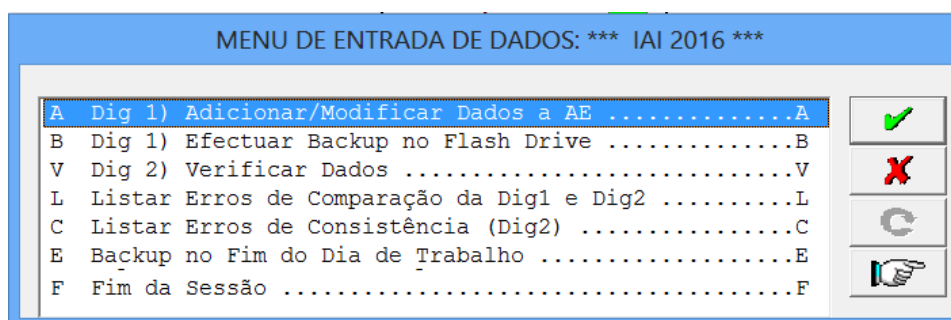 MENU DE ENTRADA DE DADOS: *** IAI 2016 ***
A Dig 1) Adicionar/Modificar Dados a AE ..............A
B Dig 1) Efectuar Backup no Flash Drive ..............B
V Dig 2) Verificar Dados .............................V
L Listar Erros de Comparação da Dig1 e Dig2 ..........L
C Listar Erros de Consistência (Dig2) ................C
E Backup no Fim do Dia de Trabalho ...................E
F Fim da Sessão ......................................F